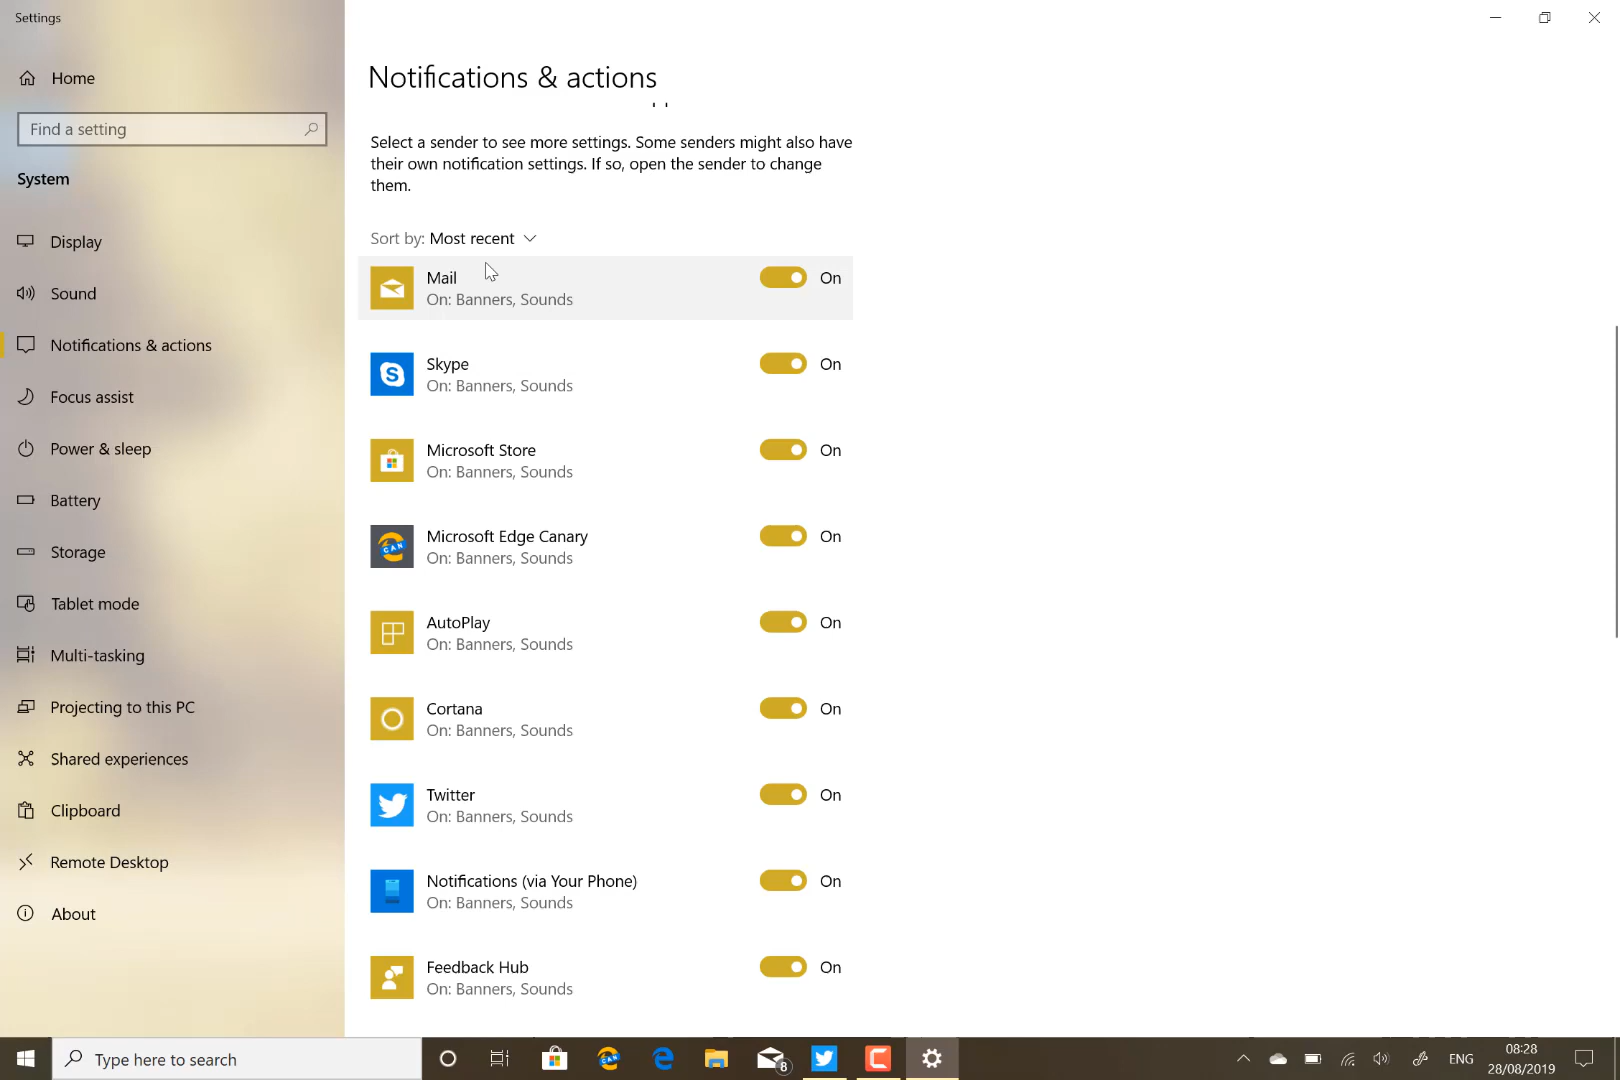 Settings
Home
Find a setting
System
Display
Sound
Notifications & actions
Focus assist
Power & sleep
Battery
Storage
Tablet mode
Multi-tasking
Projecting to this PC
Shared experiences
Clipboard
Remote Desktop
About
Notifications & actions
Select a sender to see more settings. Some senders might also have
their own notification settings. If so, open the sender to change
them.
Sort by: Most recent
Mail
On: Banners, Sounds
On
Skype
On: Banners, Sounds
On
Microsoft Store
On: Banners, Sounds
On
CAN
Microsoft Edge Canary
On: Banners, Sounds
On
AutoPlay
On: Banners, Sounds
On
Cortana
On: Banners, Sounds
On
Twitter
On: Banners, Sounds
On
Notifications (via Your Phone)
On: Banners, Sounds
On
Feedback Hub
On: Banners, Sounds
On
Type here to search
CAN
8
ENG
08:28
28/08/2019